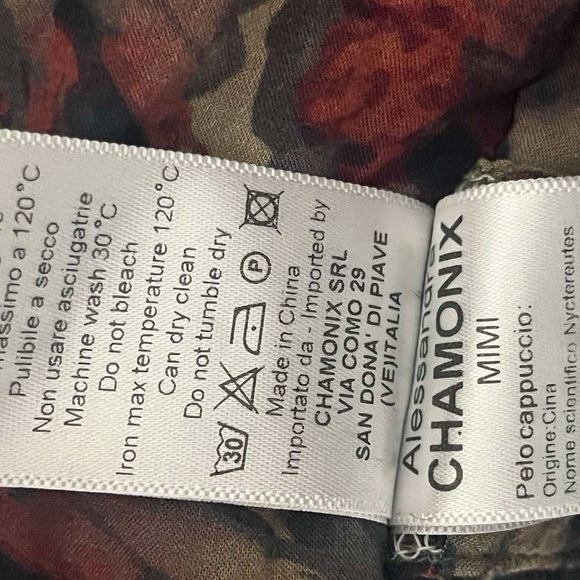 massimo a 120°C
Pulibile a secco
Non usare asciugatrie
Machine wash 30°C
Do not bleach
Iron max temperature 120°C
Can dry clean
Do not tumble dry
30 P
Made in China
Importato da - Imported by
CHAMONIX SRL
VIA COMO 29
SAN DONA' DI PIAVE
(VE)ITALIA
Alessandra
CHAMONIX
MIMI
Pelo cappuccio:
Origine:Cina
Nome scientifico Nyctereutes